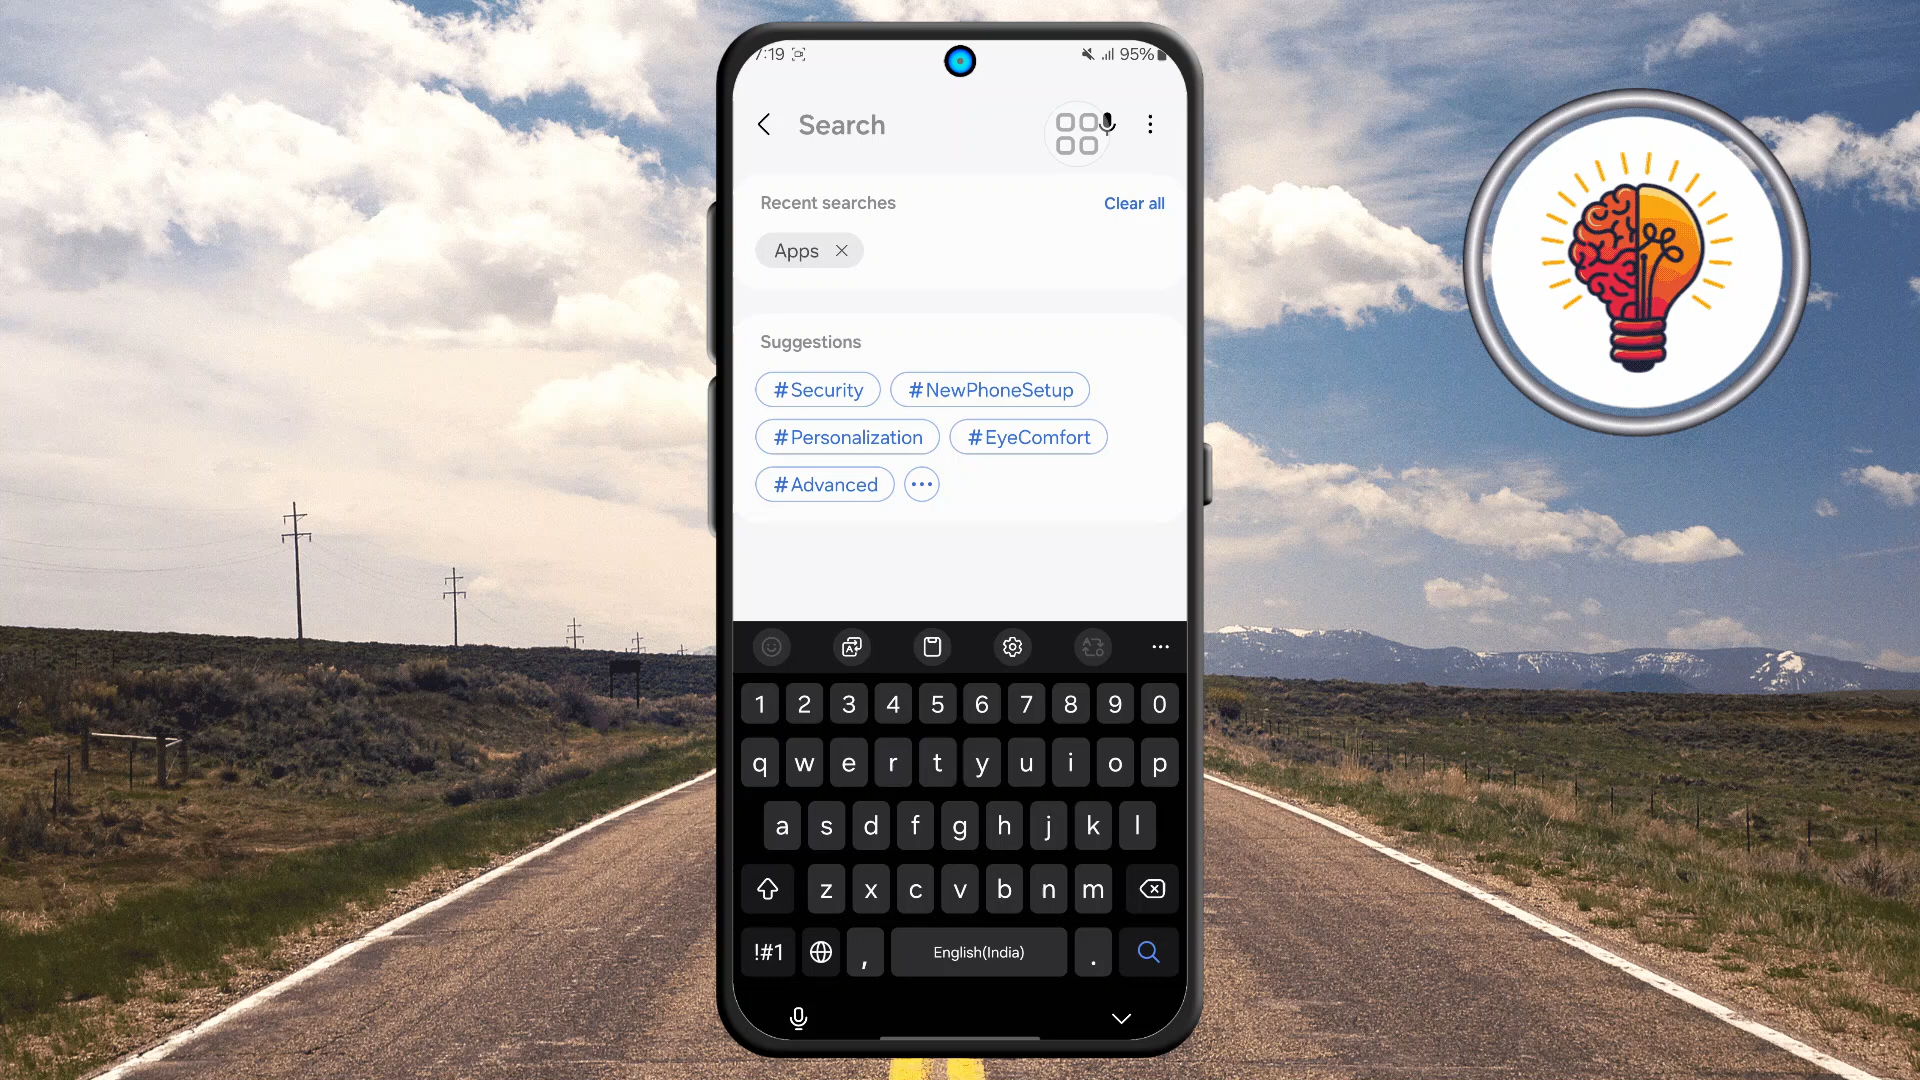 7:19 95%
Search
Recent searches Clear all
Apps
Suggestions
#Security #NewPhoneSetup
#Personalization #EyeComfort
#Advanced
1 2 3 4 5 6 7 8 9 0
q w e r t y u i o p
a s d f g h j k l
z x c v b n m
!#1 , English(India) .